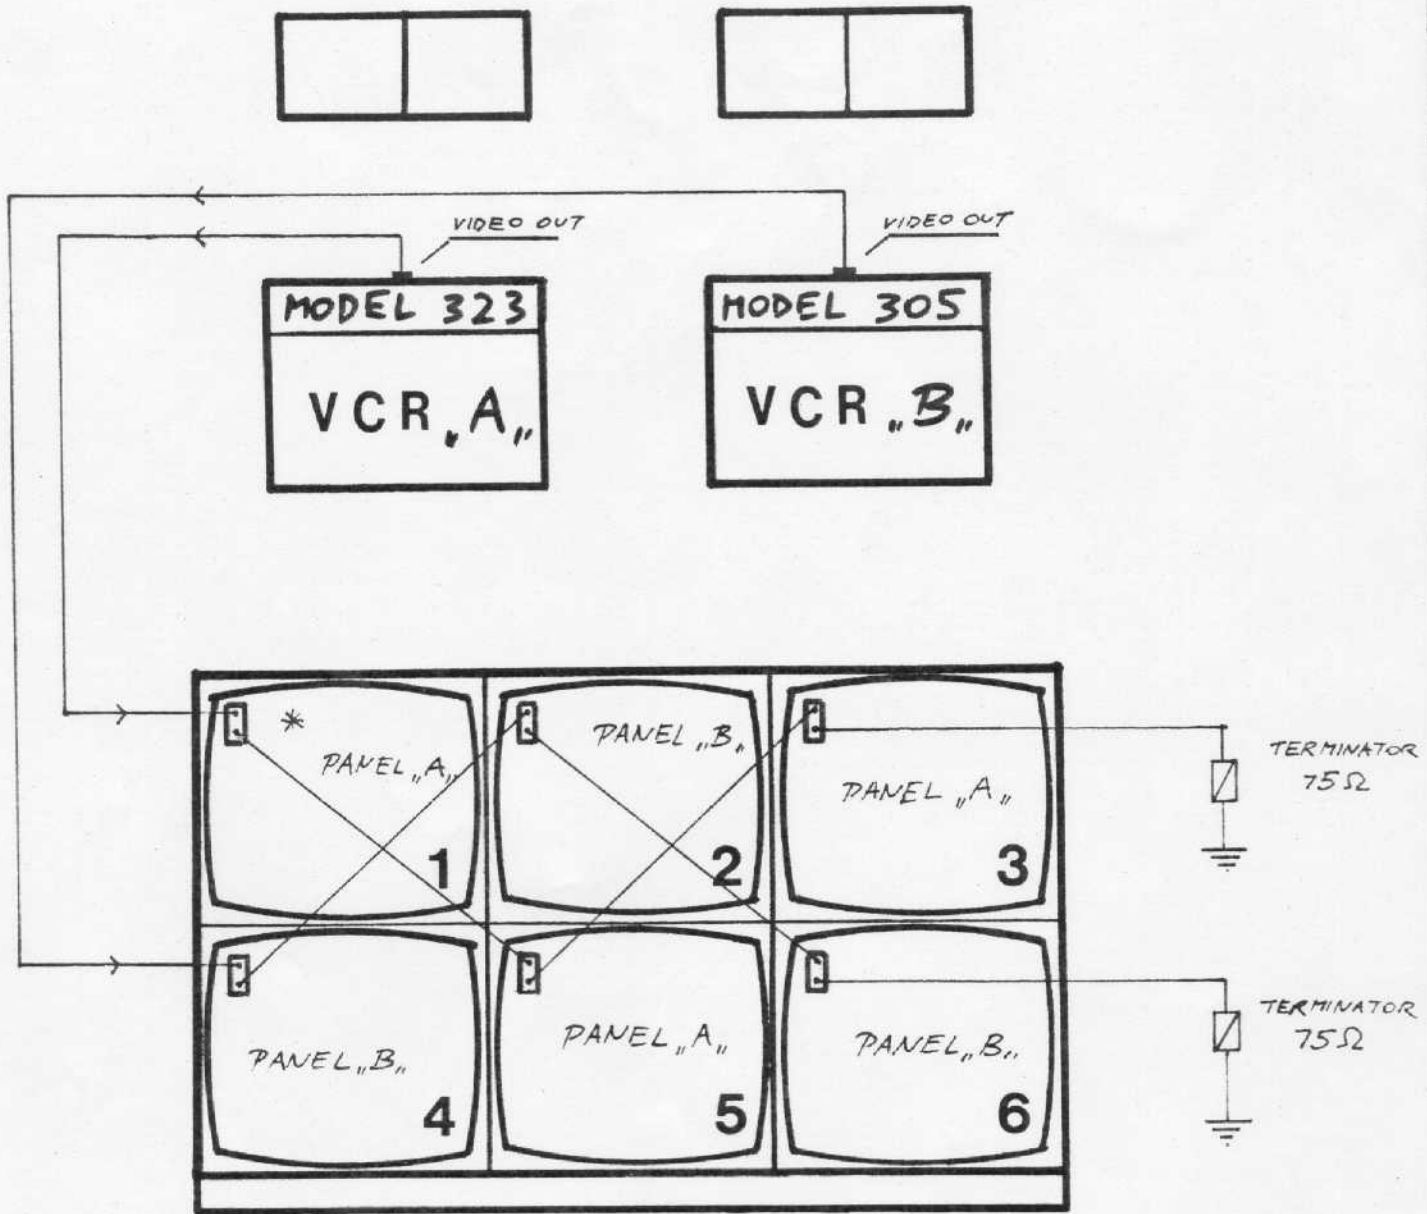 VIDEO OUT
VIDEO OUT
MODEL 323
MODEL 305
VCR „A„
VCR „B„
*
PANEL „A„
1
PANEL „B„
2
PANEL „A„
3
TERMINATOR
75Ω
PANEL „B„
4
PANEL „A„
5
PANEL „B„
6
TERMINATOR
75Ω